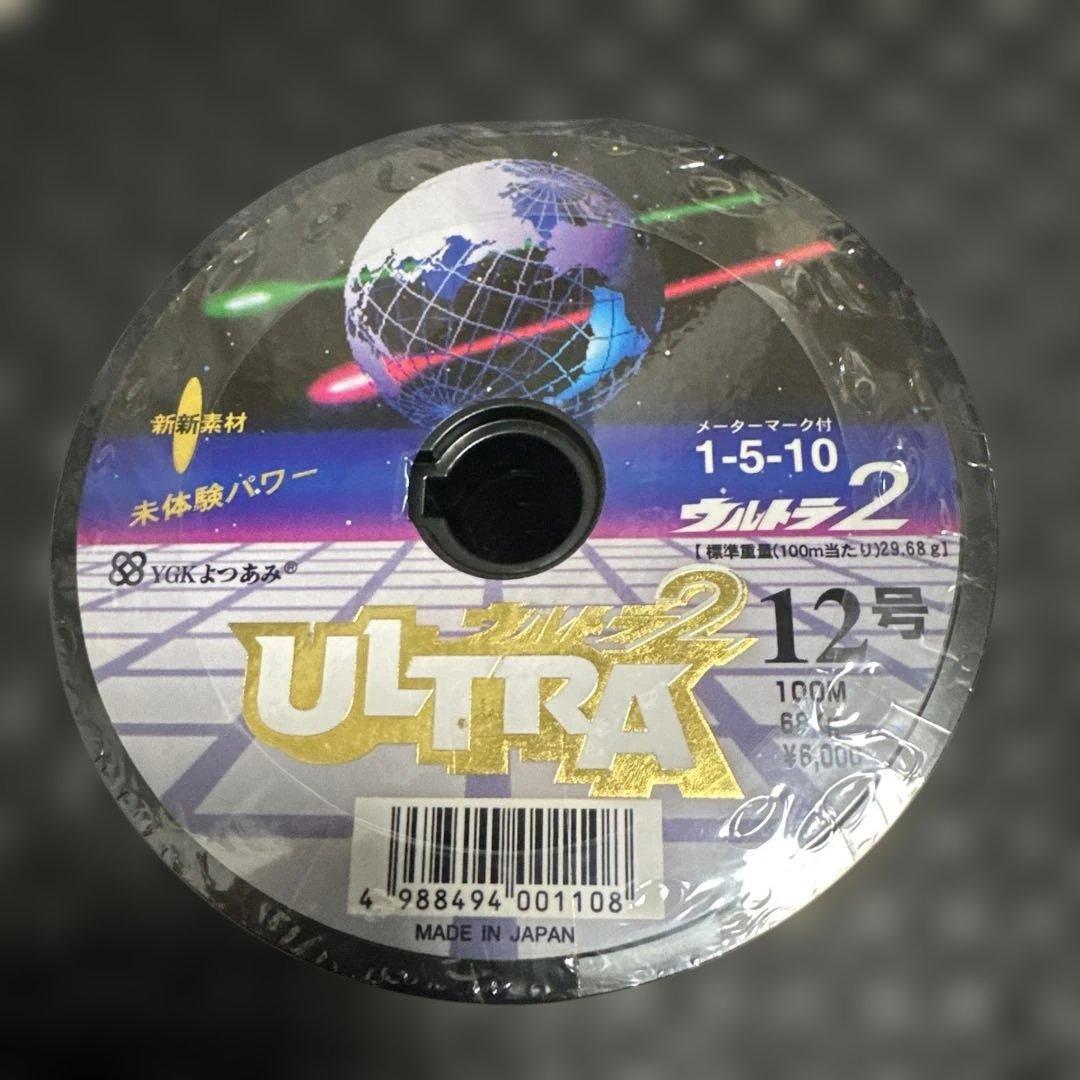 新新素材
未体験パワー
メーターマーク付
1-5-10
ウルトラ2
【標準重量(100m当たり)29.68g】
YGKよつあみ®
ウルトラ2
ULTRA
12号
100M
¥6,000
4 988494 001108
MADE IN JAPAN